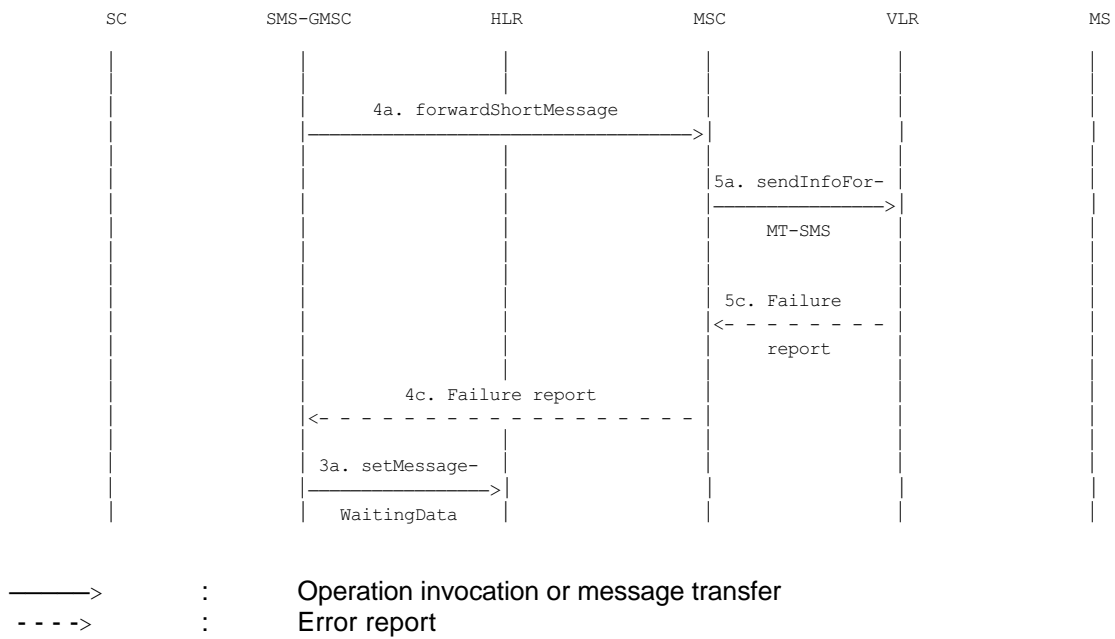 SC SMS-GMSC HLR MSC VLR MS
4a. forwardShortMessage
5a. sendInfoFor-
MT-SMS
5c. Failure
report
4c. Failure report
3a. setMessage-
WaitingData
: Operation invocation or message transfer
: Error report